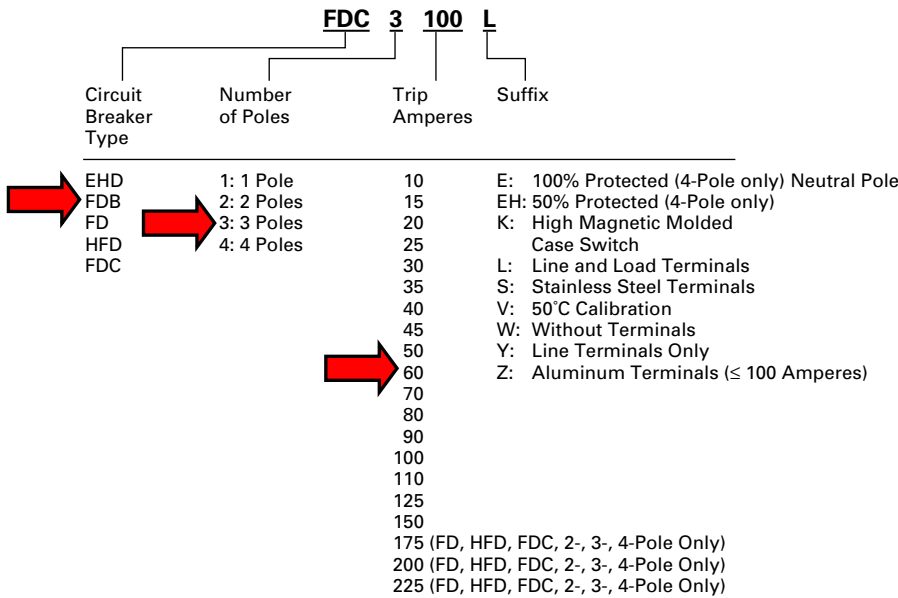 FDC 3 100 L
Circuit Breaker Type
Number of Poles
Trip Amperes
Suffix
EHD
FDB
FD
HFD
FDC
1: 1 Pole
2: 2 Poles
3: 3 Poles
4: 4 Poles
10
15
20
25
30
35
40
45
50
60
70
80
90
100
110
125
150
175 (FD, HFD, FDC, 2-, 3-, 4-Pole Only)
200 (FD, HFD, FDC, 2-, 3-, 4-Pole Only)
225 (FD, HFD, FDC, 2-, 3-, 4-Pole Only)
E: 100% Protected (4-Pole only) Neutral Pole
EH: 50% Protected (4-Pole only)
K: High Magnetic Molded
Case Switch
L: Line and Load Terminals
S: Stainless Steel Terminals
V: 50˚C Calibration
W: Without Terminals
Y: Line Terminals Only
Z: Aluminum Terminals (≤ 100 Amperes)